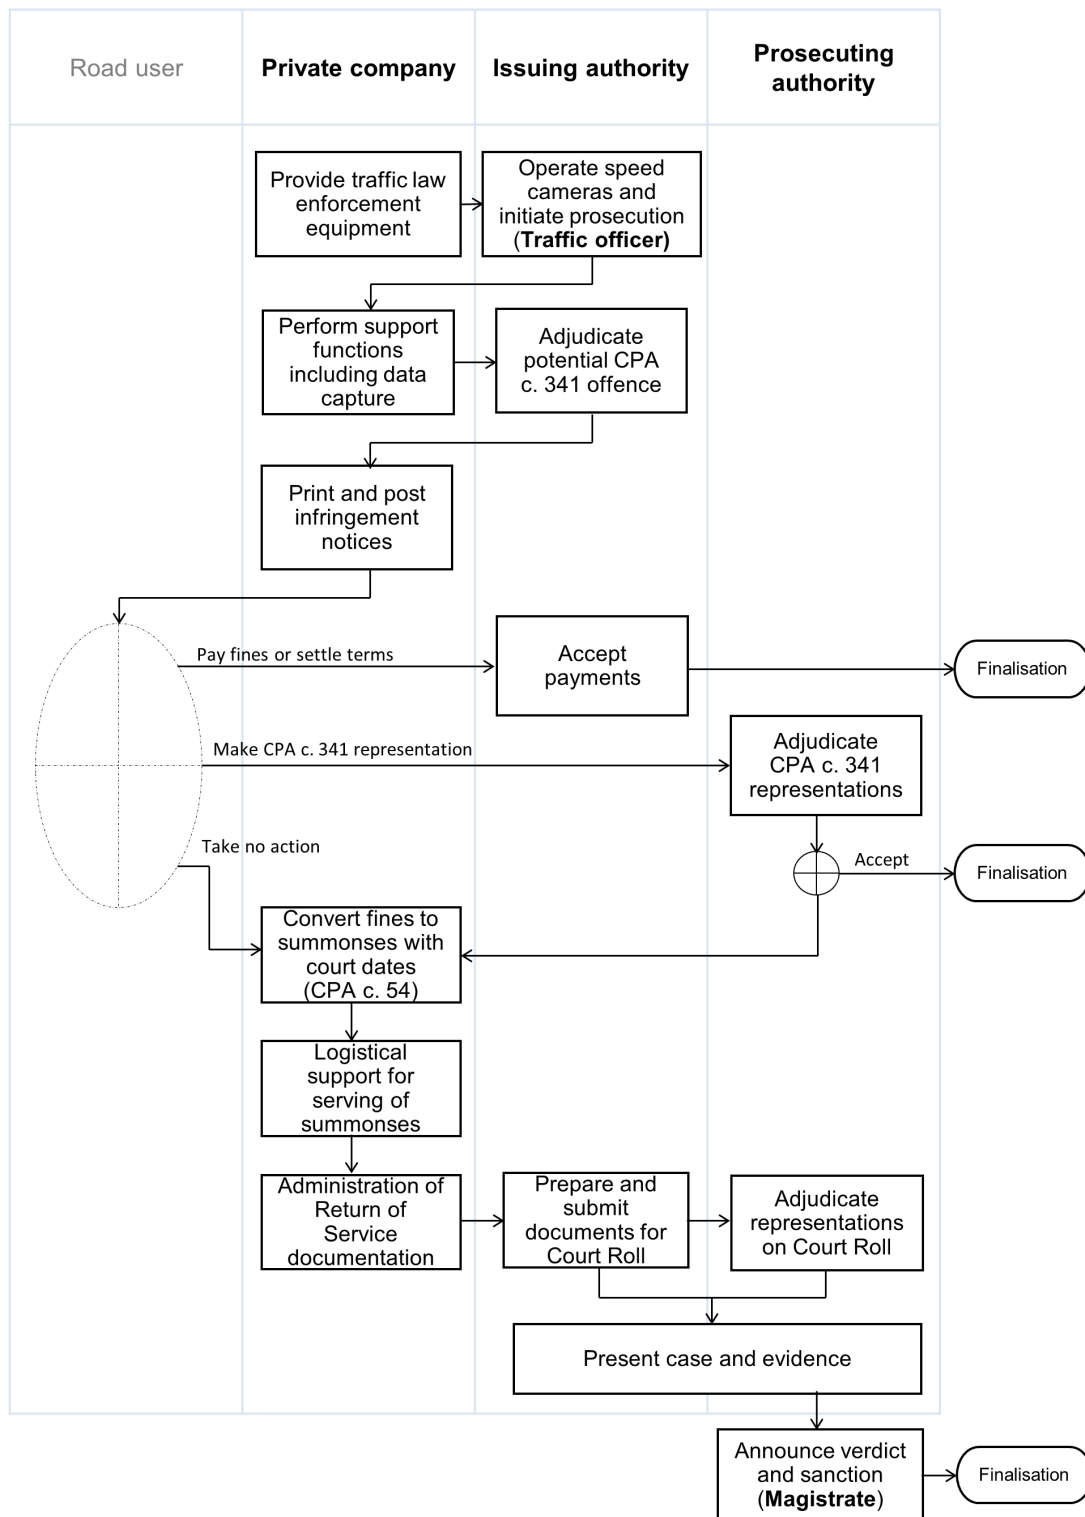 Road user
Private company
Issuing authority
Prosecuting
authority
Provide traffic law
enforcement
equipment
Operate speed
cameras and
initiate prosecution
(Traffic officer)
Perform support
functions
including data
capture
Adjudicate
potential CPA
c. 341 offence
Print and post
infringement
notices
Pay fines or settle terms
Accept
payments
Finalisation
Make CPA c. 341 representation
Adjudicate
CPA c. 341
representations
Take no action
Accept
Finalisation
Convert fines to
summonses with
court dates
(CPA c. 54)
Logistical
support for
serving of
summonses
Administration of
Return of
Service
documentation
Prepare and
submit
documents for
Court Roll
Adjudicate
representations
on Court Roll
Present case and evidence
Announce verdict
and sanction
(Magistrate)
Finalisation